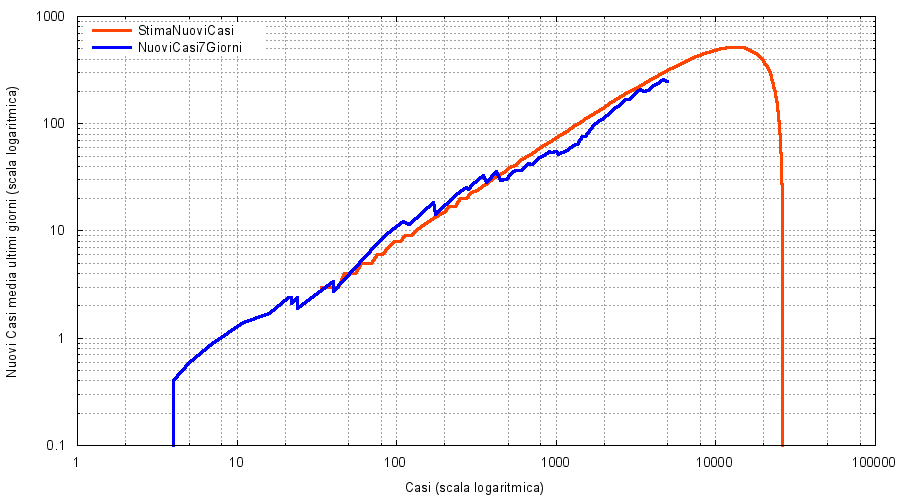 1000
StimaNuoviCasi
NuoviCasi7Giorni
100
10
1
0.1
1 10 100 1000 10000 100000
Nuovi Casi media ultimi giorni (scala logaritmica)
Casi (scala logaritmica)